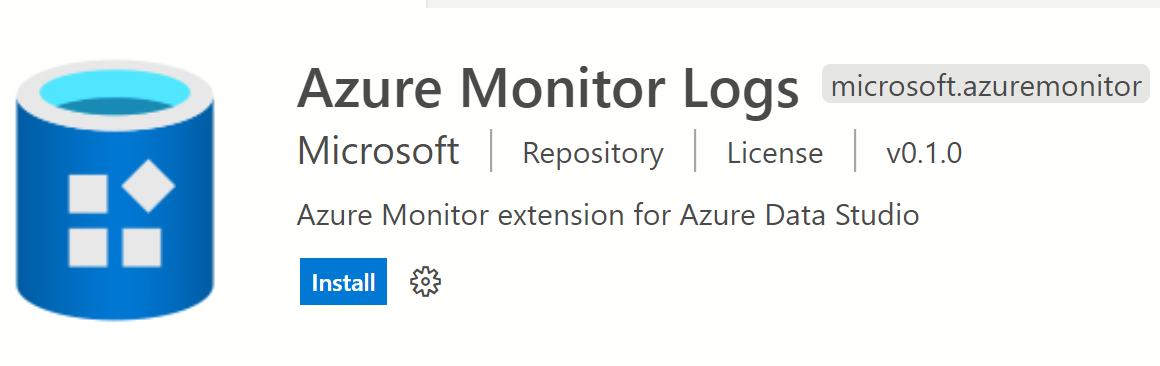 Azure Monitor Logs microsoft.azuremonitor
Microsoft | Repository | License | v0.1.0
Azure Monitor extension for Azure Data Studio
Install